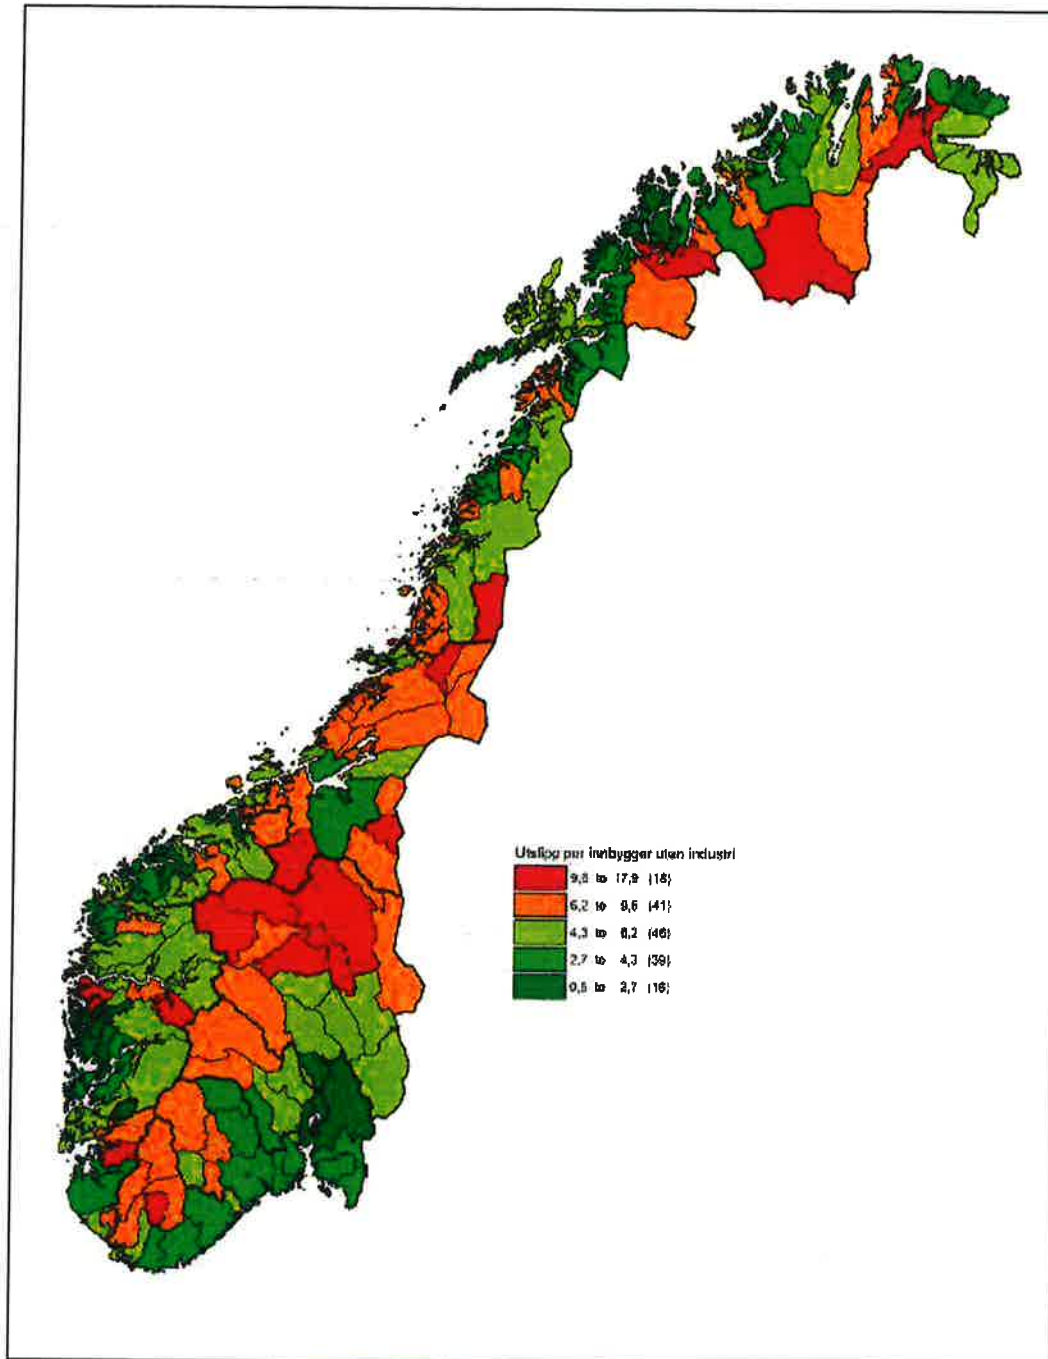 Utslipp per innbygger uten industri
9,6 to 17,9 (18)
6,2 to 9,6 (41)
4,3 to 6,2 (46)
2,7 to 4,3 (39)
0,5 to 2,7 (16)